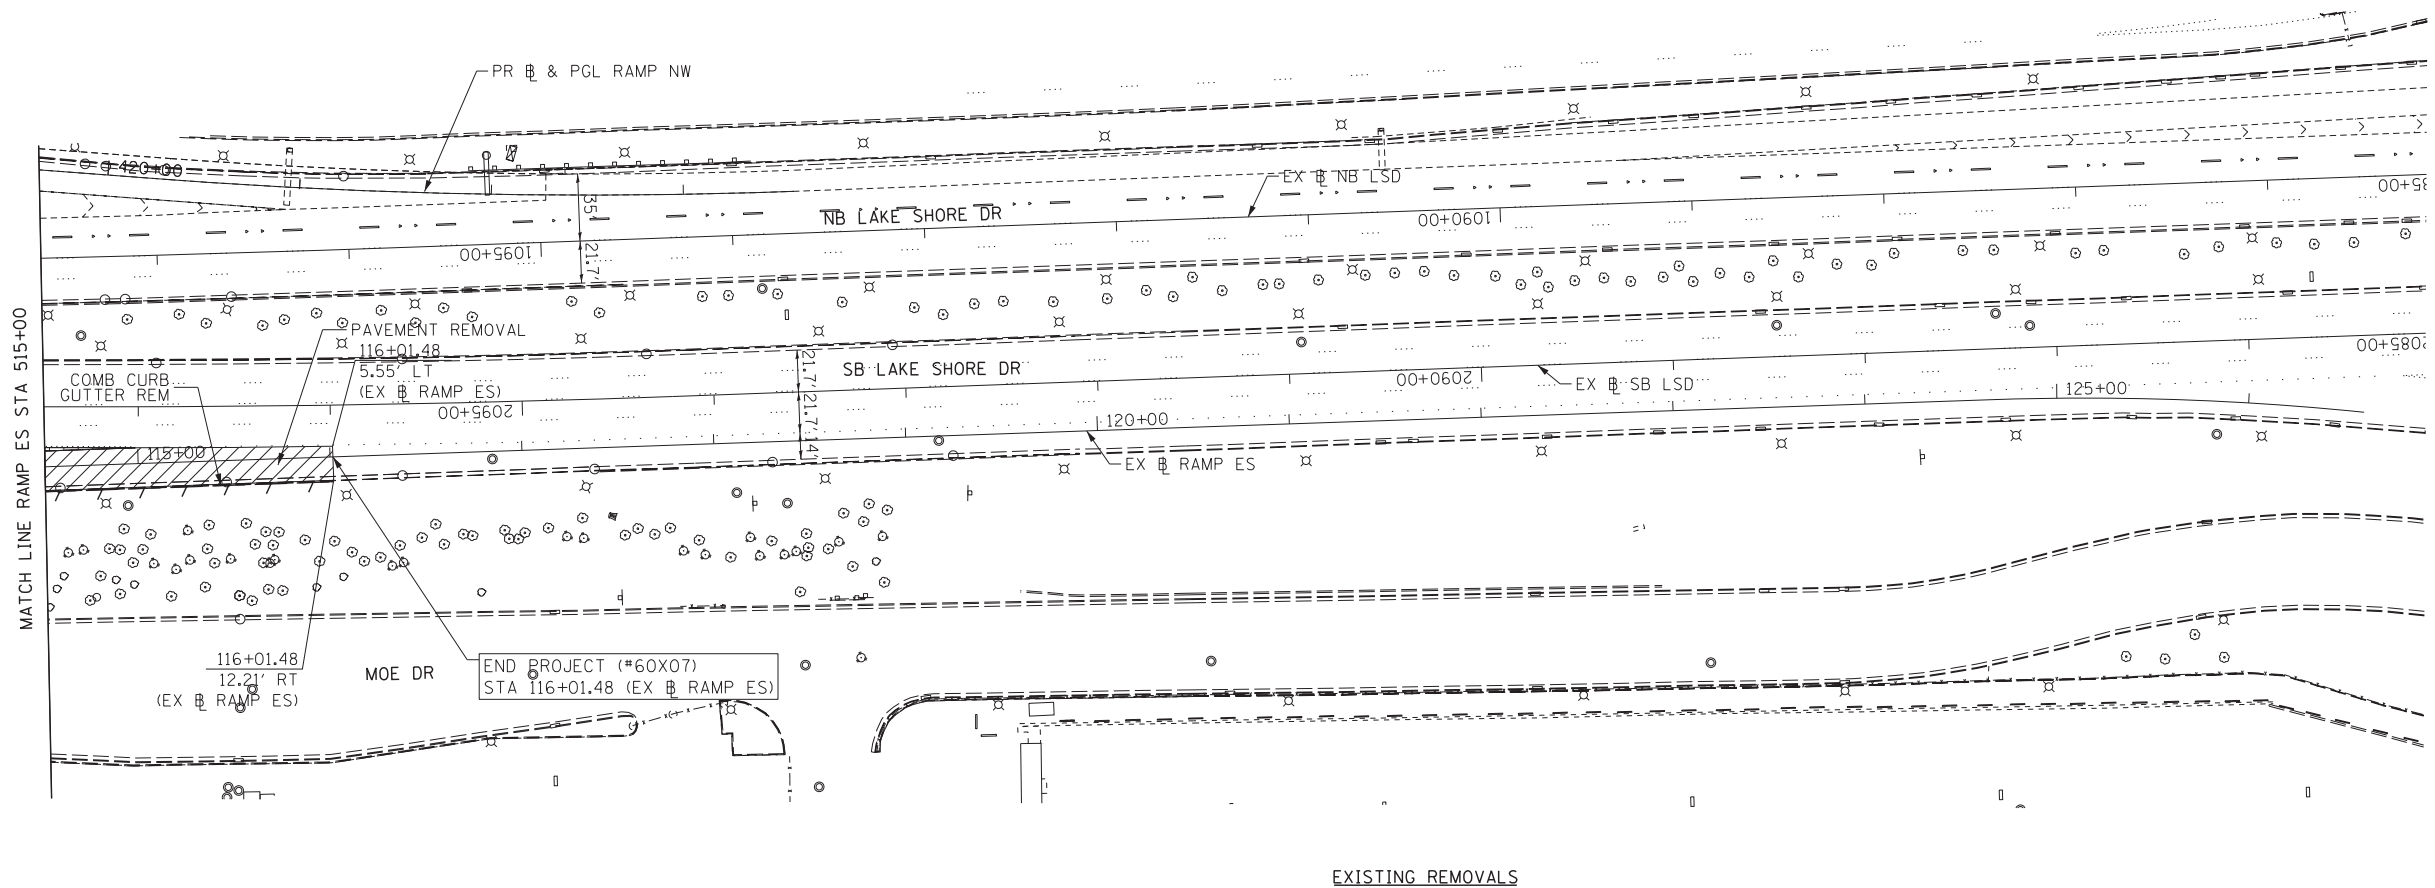 PR ℄ & PGL RAMP NW
420+00
EX ℄ NB LSD
35'
NB LAKE SHORE DR
1090+00
1095+00
21.7'
MATCH LINE RAMP ES STA 515+00
PAVEMENT REMOVAL
116+01.48
5.55' LT
(EX ℄ RAMP ES)
COMB CURB
GUTTER REM
SB LAKE SHORE DR
21.7'
21.7'
14'
2085+00
2090+00
EX ℄ SB LSD
2095+00
115+00
120+00
125+00
EX ℄ RAMP ES
116+01.48
12.21' RT
(EX ℄ RAMP ES)
MOE DR
END PROJECT (#60X07)
STA 116+01.48 (EX ℄ RAMP ES)
EXISTING REMOVALS